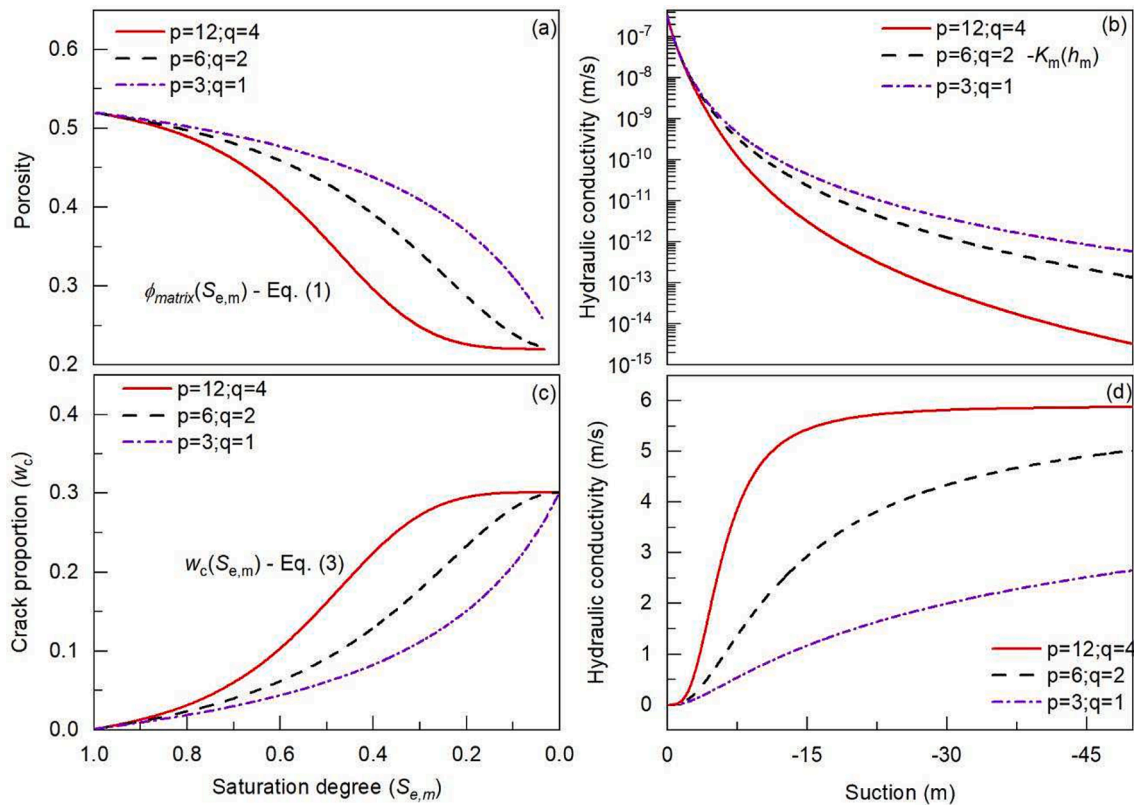 p=12;q=4
p=6;q=2
p=3;q=1
(a)
0.6
0.5
0.4
0.3
0.2
Porosity
ϕmatrix(Se,m) - Eq. (1)
p=12;q=4
p=6;q=2 -Km(hm)
p=3;q=1
(b)
10-7
10-8
10-9
10-10
10-11
10-12
10-13
10-14
10-15
Hydraulic conductivity (m/s)
p=12;q=4
p=6;q=2
p=3;q=1
(c)
0.4
0.3
0.2
0.1
0.0
Crack proportion (wc)
wc(Se,m) - Eq. (3)
1.0 0.8 0.6 0.4 0.2 0.0
Saturation degree (Se,m)
(d)
6
5
4
3
2
1
0
Hydraulic conductivity (m/s)
p=12;q=4
p=6;q=2
p=3;q=1
0 -15 -30 -45
Suction (m)